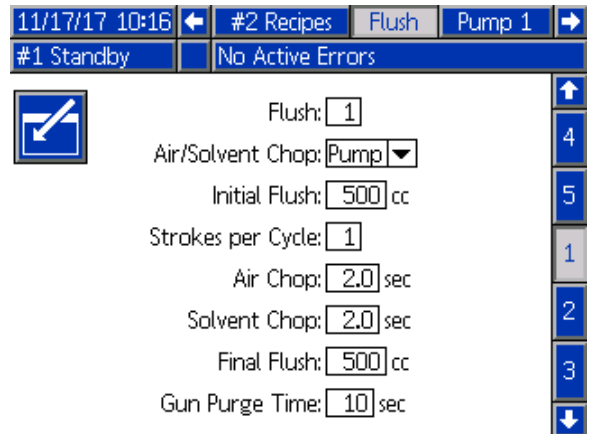 11/17/17 10:16 #2 Recipes Flush Pump 1
#1 Standby No Active Errors
Flush: 1
Air/Solvent Chop: Pump
Initial Flush: 500 cc
Strokes per Cycle: 1
Air Chop: 2.0 sec
Solvent Chop: 2.0 sec
Final Flush: 500 cc
Gun Purge Time: 10 sec
4
5
1
2
3